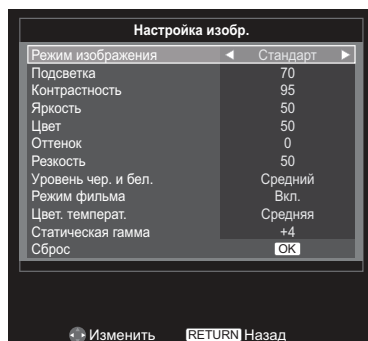 Настройка изобр.
Режим изображения Стандарт
Подсветка 70
Контрастность 95
Яркость 50
Цвет 50
Оттенок 0
Резкость 50
Уровень чер. и бел. Средний
Режим фильма Вкл.
Цвет. температ. Средняя
Статическая гамма +4
Сброс OK
Изменить RETURN Назад